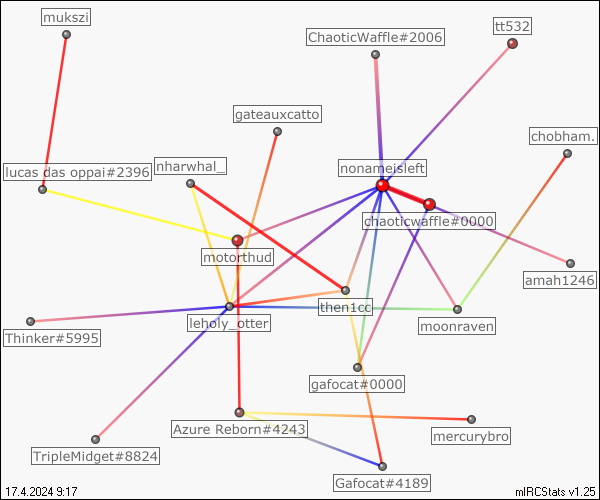 mukszi
tt532
ChaoticWaffle#2006
gateauxcatto
chobham.
nharwhal_
nonameisleft
lucas das oppai#2396
chaoticwaffle#0000
motorthud
amah1246
then1cc
leholy_otter
moonraven
Thinker#5995
gafocat#0000
Azure Reborn#4243
mercurybro
TripleMidget#8824
Gafocat#4189
17.4.2024 9:17
mIRCStats v1.25